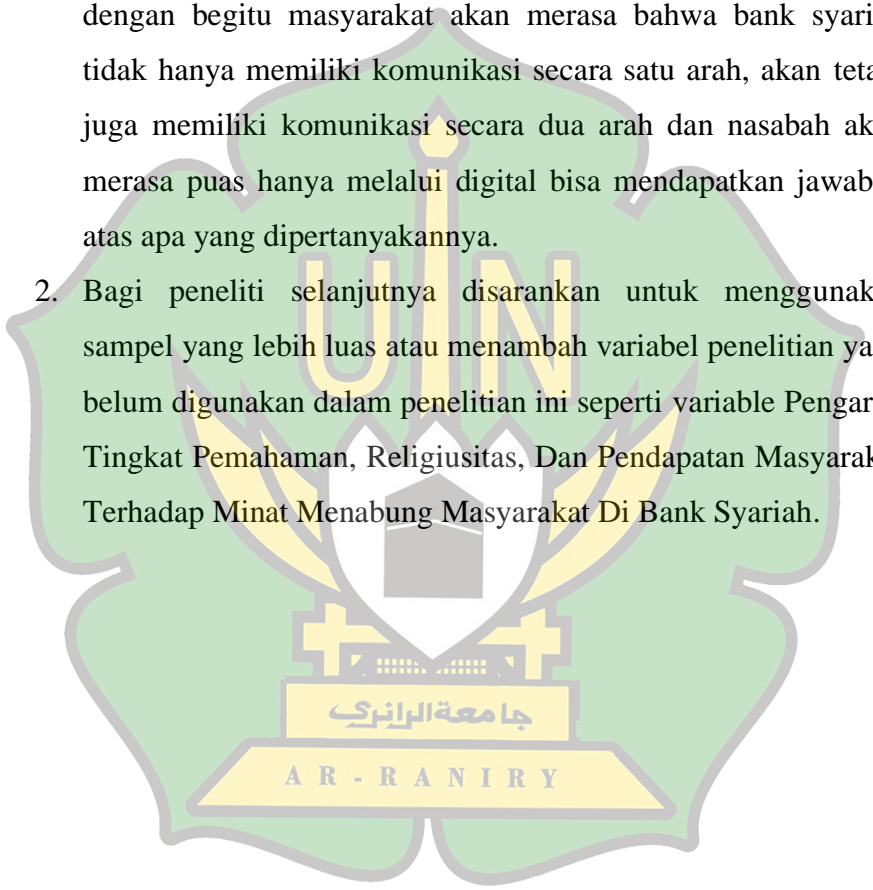 dengan begitu masyarakat akan merasa bahwa bank syari
tidak hanya memiliki komunikasi secara satu arah, akan teta
juga memiliki komunikasi secara dua arah dan nasabah ak
merasa puas hanya melalui digital bisa mendapatkan jawab
atas apa yang dipertanyakannya.
2. Bagi peneliti selanjutnya disarankan untuk menggunak
sampel yang lebih luas atau menambah variabel penelitian ya
belum digunakan dalam penelitian ini seperti variable Pengar
Tingkat Pemahaman, Religiusitas, Dan Pendapatan Masyarak
Terhadap Minat Menabung Masyarakat Di Bank Syariah.
UIN
جامعة الرانري
AR-RANIRY